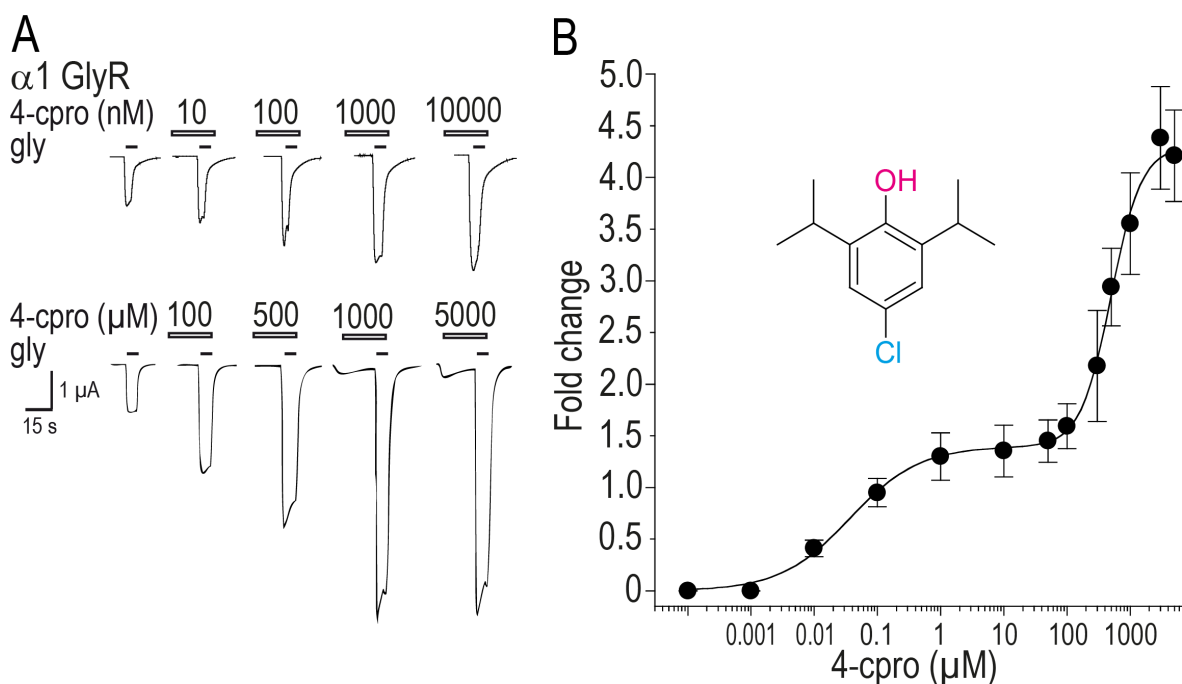 A
α1 GlyR
4-cpro (nM) 10 100 1000 10000
gly
4-cpro (µM) 100 500 1000 5000
gly
1 µA
15 s
B
Fold change
5.0
4.5
4.0
3.5
3.0
2.5
2.0
1.5
1.0
0.5
0
OH
Cl
0.001 0.01 0.1 1 10 100 1000
4-cpro (µM)